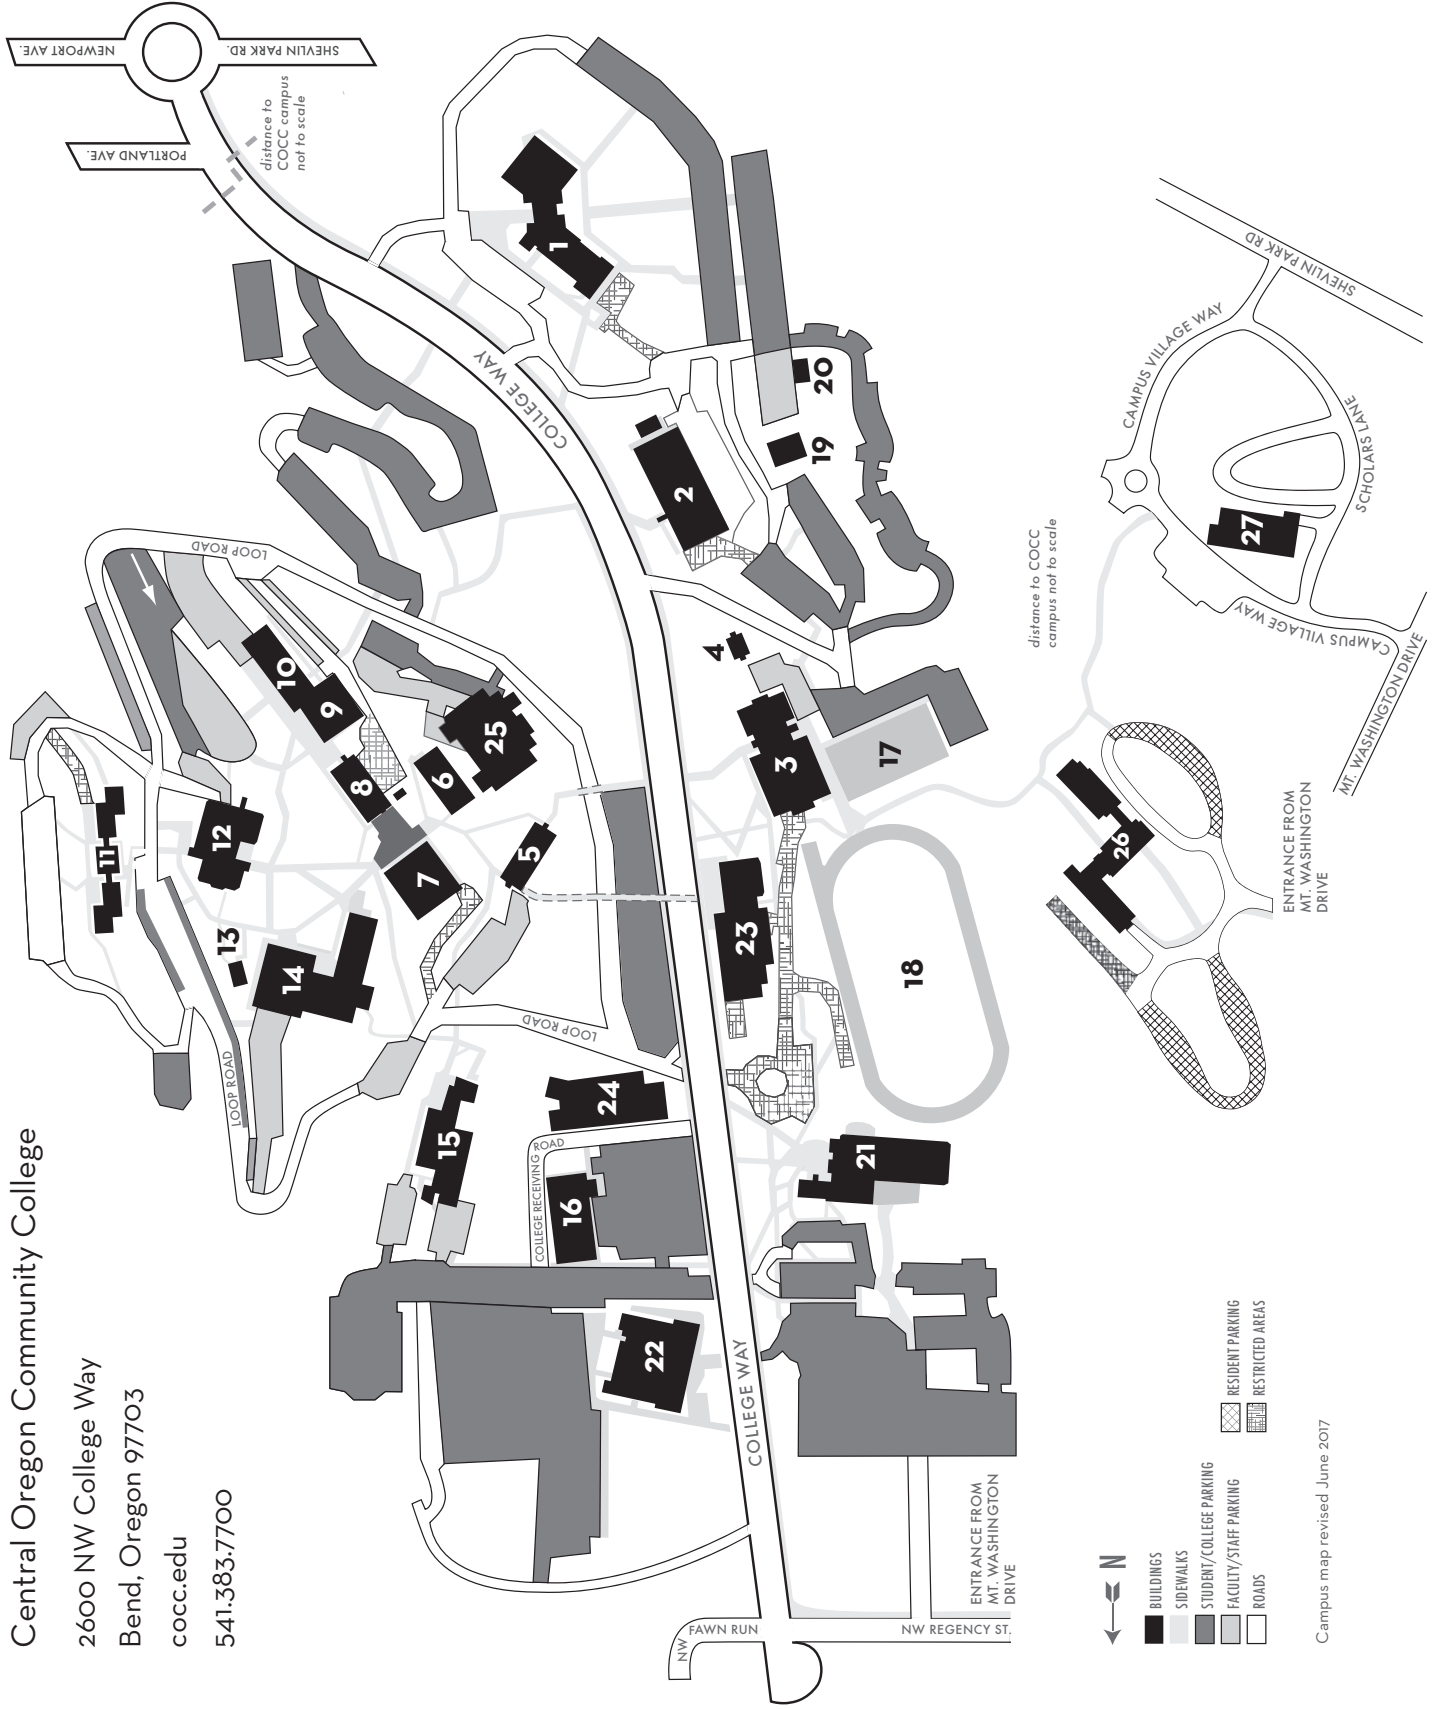 Central Oregon Community College
2600 NW College Way
Bend, Oregon 97703
cocc.edu
541.383.7700
NEWPORT AVE.
SHEVLIN PARK RD.
PORTLAND AVE.
distance to
COCC campus
not to scale
COLLEGE WAY
LOOP ROAD
LOOP ROAD
LOOP ROAD
COLLEGE RECEIVING ROAD
COLLEGE WAY
1
2
3
4
5
6
7
8
9
10
11
12
13
14
15
16
17
18
19
20
21
22
23
24
25
26
27
distance to COCC
campus not to scale
CAMPUS VILLAGE WAY
SHEVLIN PARK RD
SCHOLARS LANE
CAMPUS VILLAGE WAY
MT. WASHINGTON DRIVE
ENTRANCE FROM
MT. WASHINGTON
DRIVE
ENTRANCE FROM
MT. WASHINGTON
DRIVE
NW FAWN RUN
NW REGENCY ST.
N
BUILDINGS
SIDEWALKS
STUDENT/COLLEGE PARKING
FACULTY/STAFF PARKING
ROADS
RESIDENT PARKING
RESTRICTED AREAS
Campus map revised June 2017